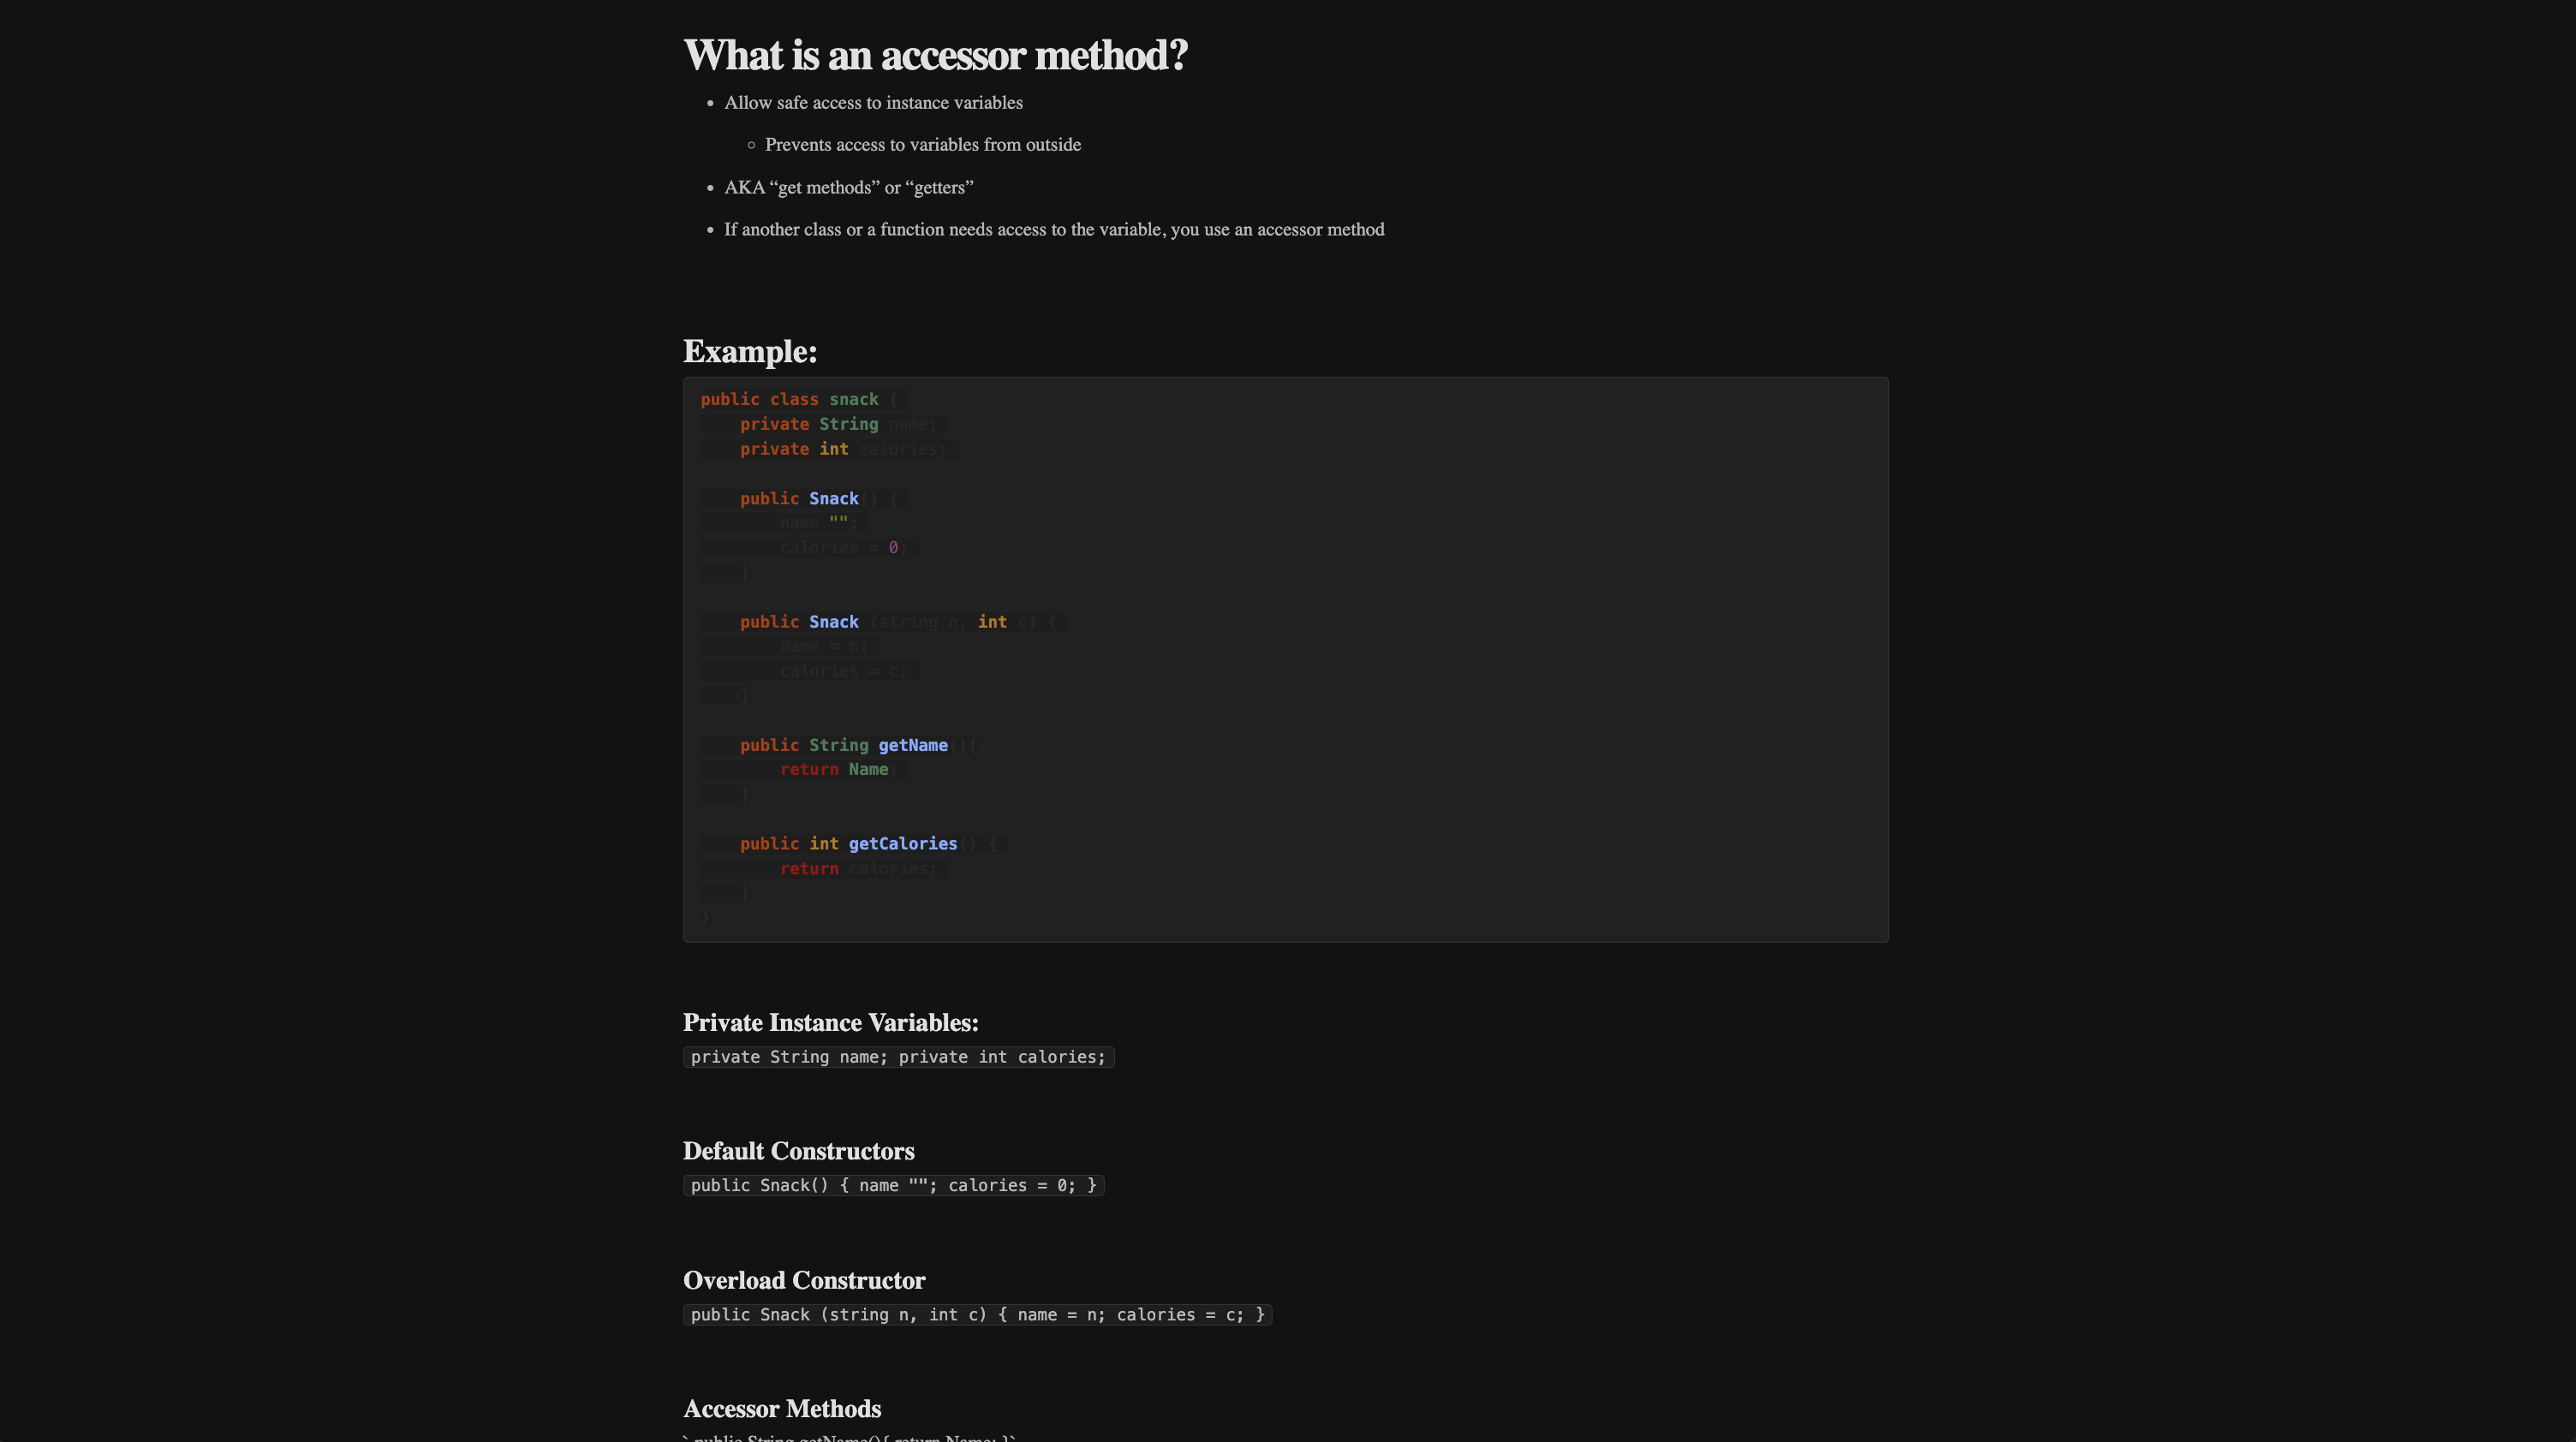 What is an accessor method?
Allow safe access to instance variables
Prevents access to variables from outside
AKA “get methods” or “getters”
If another class or a function needs access to the variable, you use an accessor method
Example:
public class snack {
    private String name;
    private int calories;
    public Snack() {
        name "";
        calories = 0;
    }
    public Snack (string n, int c) {
        name = n;
        calories = c;
    }
    public String getName(){
        return Name;
    }
    public int getCalories() {
        return calories;
    }
}
Private Instance Variables:
private String name; private int calories;
Default Constructors
public Snack() { name ""; calories = 0; }
Overload Constructor
public Snack (string n, int c) { name = n; calories = c; }
Accessor Methods
` public String getName(){ return Name; }`